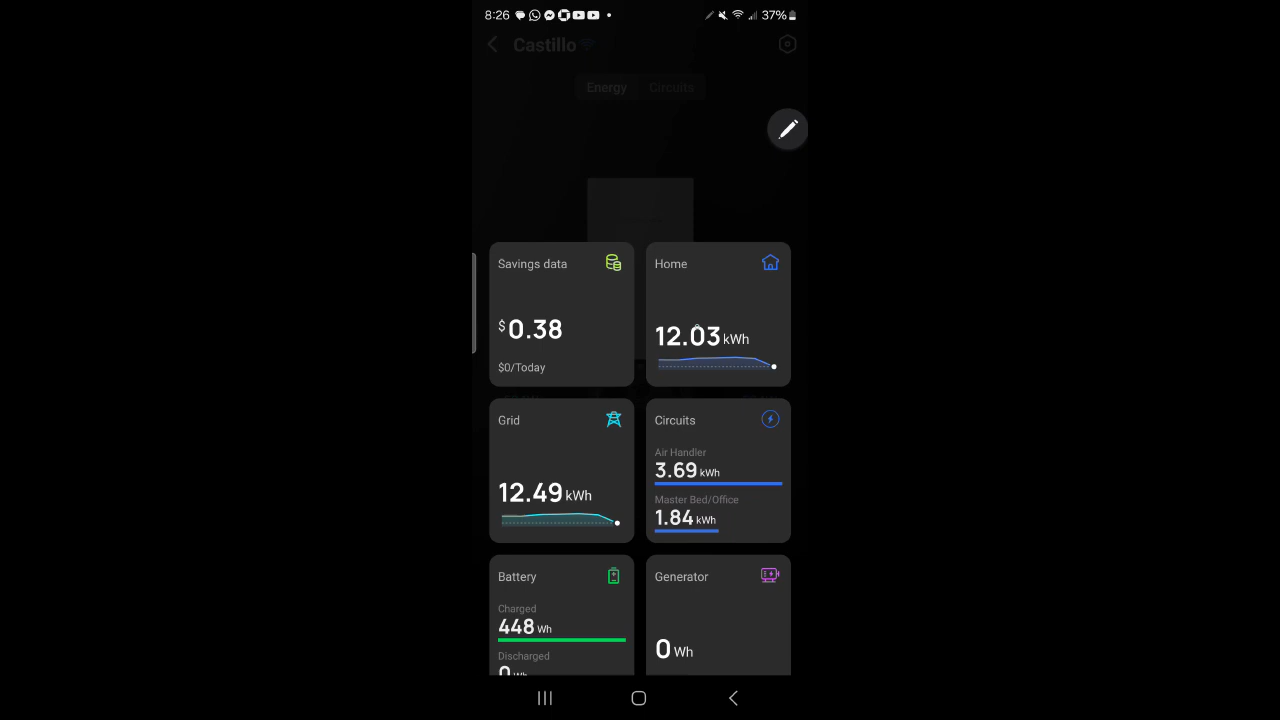 8:26 37%
Castillo
Energy Circuits
Savings data
$0.38
$0/Today
Home
12.03 kWh
Grid
12.49 kWh
Circuits
Air Handler
3.69 kWh
Master Bed/Office
1.84 kWh
Battery
Charged
448 Wh
Discharged
0 Wh
Generator
0 Wh